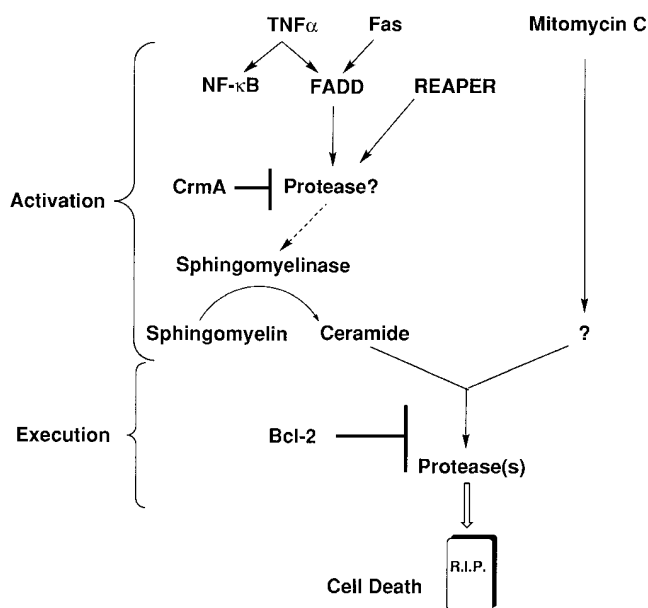 TNFα
Fas
Mitomycin C
NF-κB
FADD
REAPER
CrmA
Protease?
Activation
Sphingomyelinase
Sphingomyelin
Ceramide
?
Execution
Bcl-2
Protease(s)
R.I.P.
Cell Death